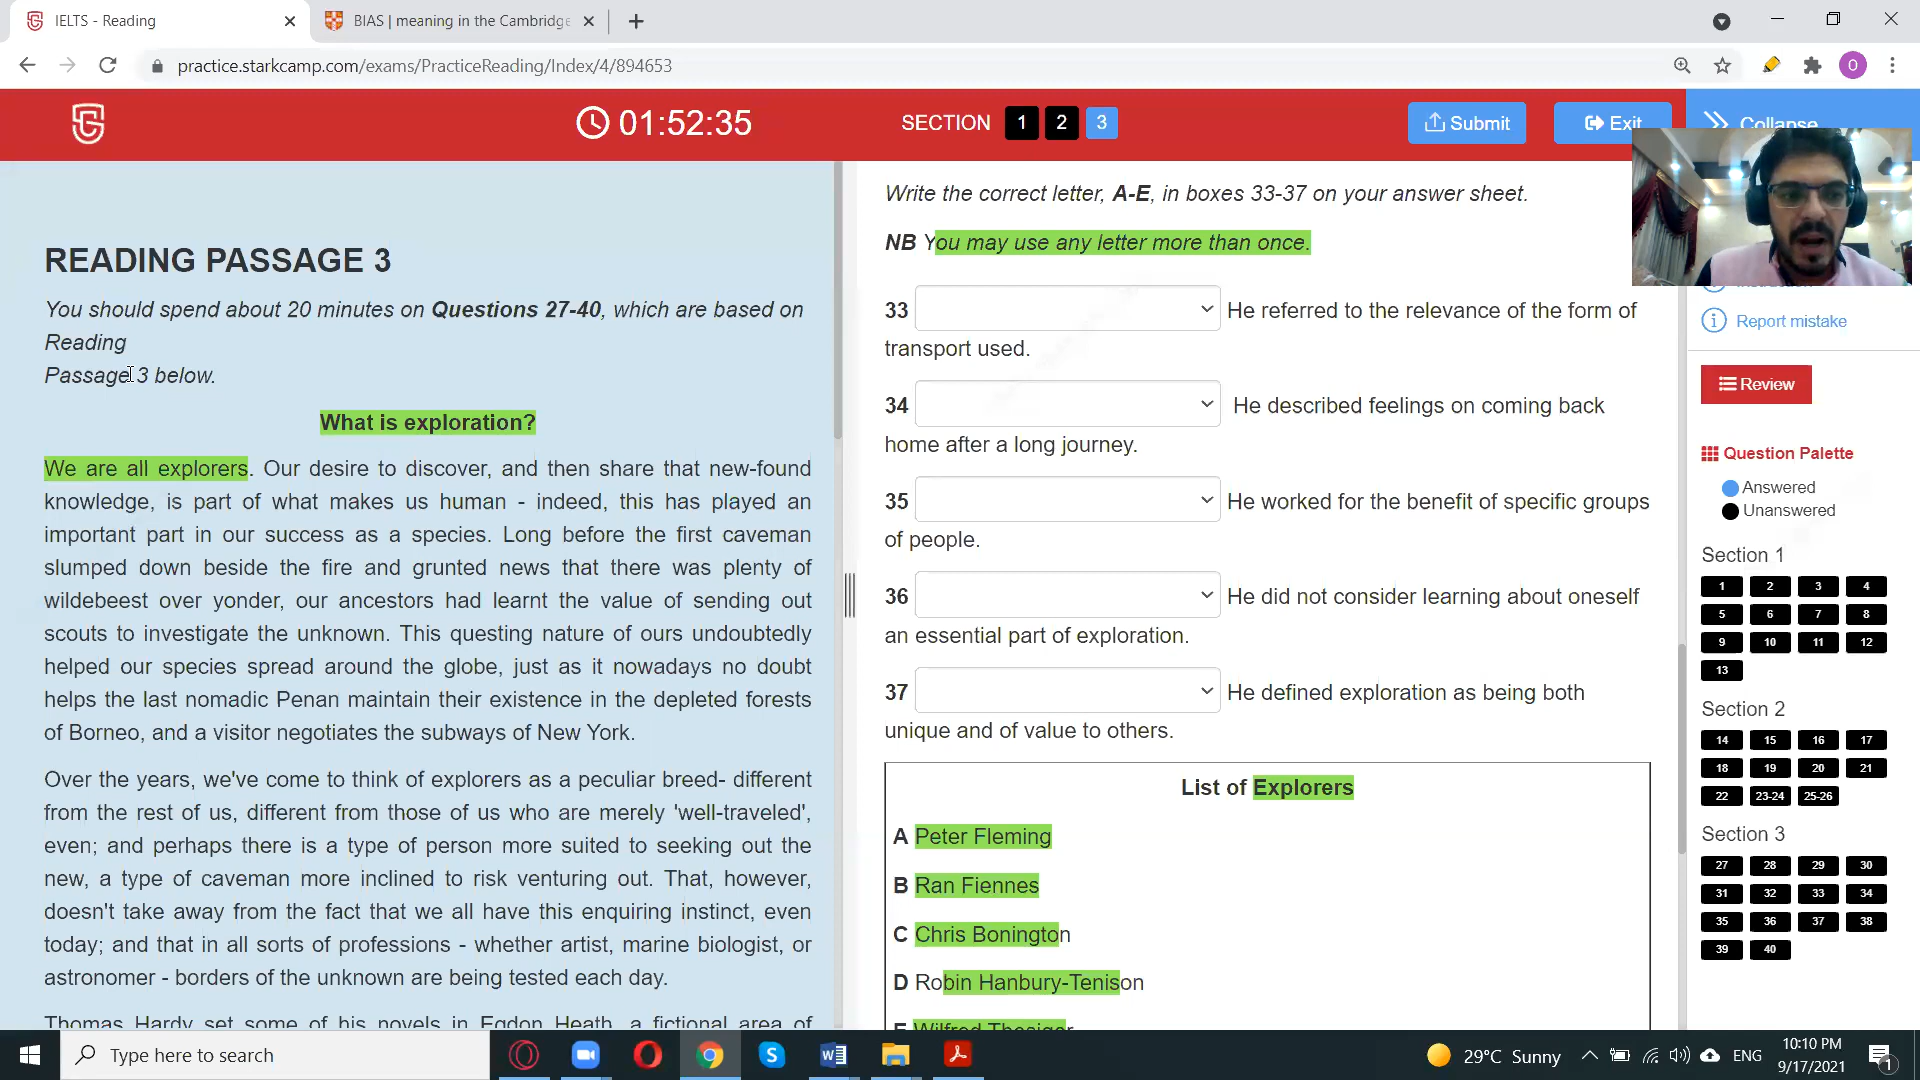 IELTS - Reading
BIAS | meaning in the Cambridge
practice.starkcamp.com/exams/PracticeReading/Index/4/894653
O
01:52:35
SECTION 1 2 3
Submit
Exit
Collapse
READING PASSAGE 3
You should spend about 20 minutes on Questions 27-40, which are based on
Reading
Passage 3 below.
What is exploration?
We are all explorers. Our desire to discover, and then share that new-found
knowledge, is part of what makes us human - indeed, this has played an
important part in our success as a species. Long before the first caveman
slumped down beside the fire and grunted news that there was plenty of
wildebeest over yonder, our ancestors had learnt the value of sending out
scouts to investigate the unknown. This questing nature of ours undoubtedly
helped our species spread around the globe, just as it nowadays no doubt
helps the last nomadic Penan maintain their existence in the depleted forests
of Borneo, and a visitor negotiates the subways of New York.
Over the years, we've come to think of explorers as a peculiar breed- different
from the rest of us, different from those of us who are merely 'well-traveled',
even; and perhaps there is a type of person more suited to seeking out the
new, a type of caveman more inclined to risk venturing out. That, however,
doesn't take away from the fact that we all have this enquiring instinct, even
today; and that in all sorts of professions - whether artist, marine biologist, or
astronomer - borders of the unknown are being tested each day.
Thomas Hardy set some of his novels in Egdon Heath, a fictional area of
Write the correct letter, A-E, in boxes 33-37 on your answer sheet.
NB You may use any letter more than once.
33 He referred to the relevance of the form of
transport used.
34 He described feelings on coming back
home after a long journey.
35 He worked for the benefit of specific groups
of people.
36 He did not consider learning about oneself
an essential part of exploration.
37 He defined exploration as being both
unique and of value to others.
List of Explorers
A Peter Fleming
B Ran Fiennes
C Chris Bonington
D Robin Hanbury-Tenison
E Wilfred Thesiger
Report mistake
Review
Question Palette
Answered
Unanswered
Section 1
1 2 3 4
5 6 7 8
9 10 11 12
13
Section 2
14 15 16 17
18 19 20 21
22 23-24 25-26
Section 3
27 28 29 30
31 32 33 34
35 36 37 38
39 40
Type here to search
29°C Sunny
ENG
10:10 PM
9/17/2021
1